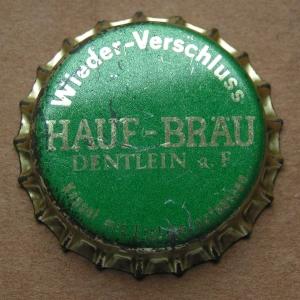 Wieder-Verschluss
HAUF-BRÄU
DENTLEIN a. F